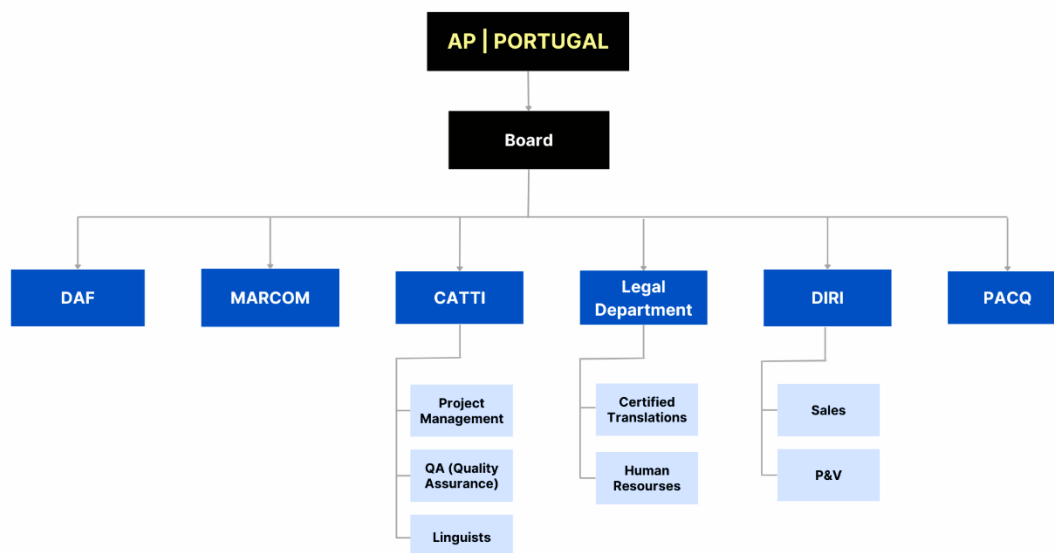 AP | PORTUGAL
Board
DAF
MARCOM
CATTI
Legal
Department
DIRI
PACQ
Project
Management
QA (Quality
Assurance)
Linguists
Certified
Translations
Human
Resourses
Sales
P&V